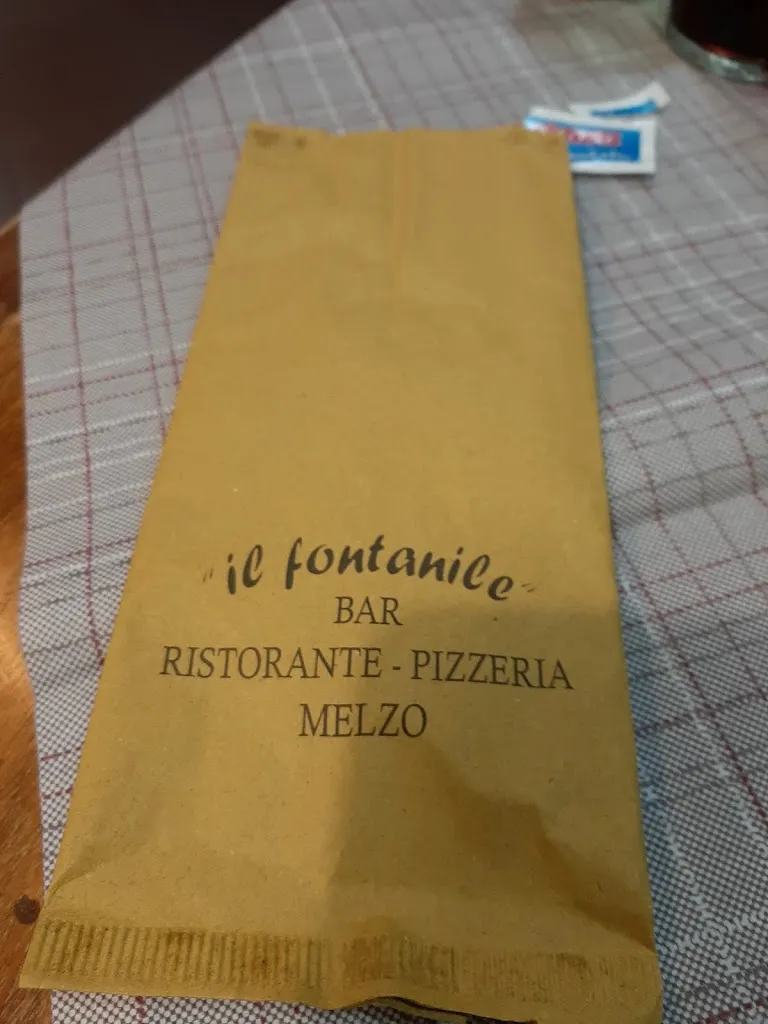 "il fontanile"
BAR
RISTORANTE - PIZZERIA
MELZO